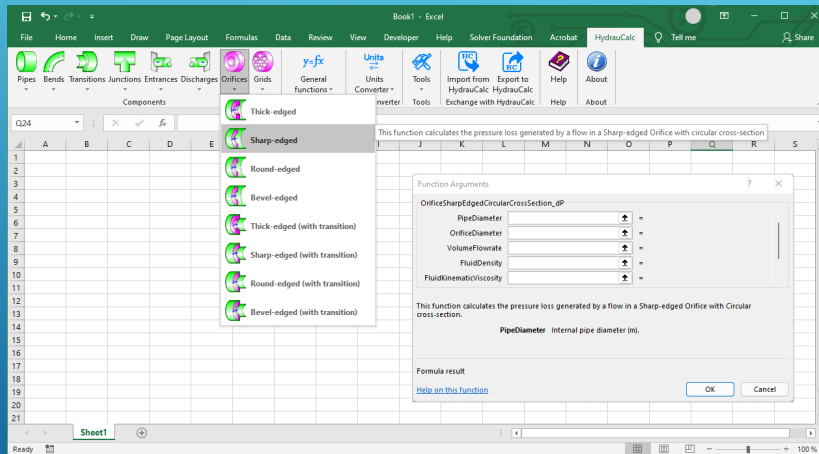 Book1 - Excel
File Home Insert Draw Page Layout Formulas Data Review View Developer Help Solver Foundation Acrobat HydrauCalc Tell me Share
HC HC
y=fx Units
Pipes Bends Transitions Junctions Entrances Discharges Orifices Grids General Units Tools Import from Export to Help About
functions Converter HydrauCalc HydrauCalc
Components nverter Tools Exchange with HydrauCalc Help About
Q24 fx
Thick-edged
Sharp-edged
Round-edged
Bevel-edged
Thick-edged (with transition)
Sharp-edged (with transition)
Round-edged (with transition)
Bevel-edged (with transition)
This function calculates the pressure loss generated by a flow in a Sharp-edged Orifice with circular cross-section
A B C D E I J K L M N O P Q R S
1
2
3
4
5
6
7
8
9
10
11
12
13
14
15
16
17
18
19
20
21
Function Arguments ? ×
OrificeSharpEdgedCircularCrossSection_dP
PipeDiameter =
OrificeDiameter =
VolumeFlowrate =
FluidDensity =
FluidKinematicViscosity =
This function calculates the pressure loss generated by a flow in a Sharp-edged Orifice with Circular
cross-section.
PipeDiameter Internal pipe diameter (m).
Formula result
Help on this function OK Cancel
Sheet1
Ready 100 %